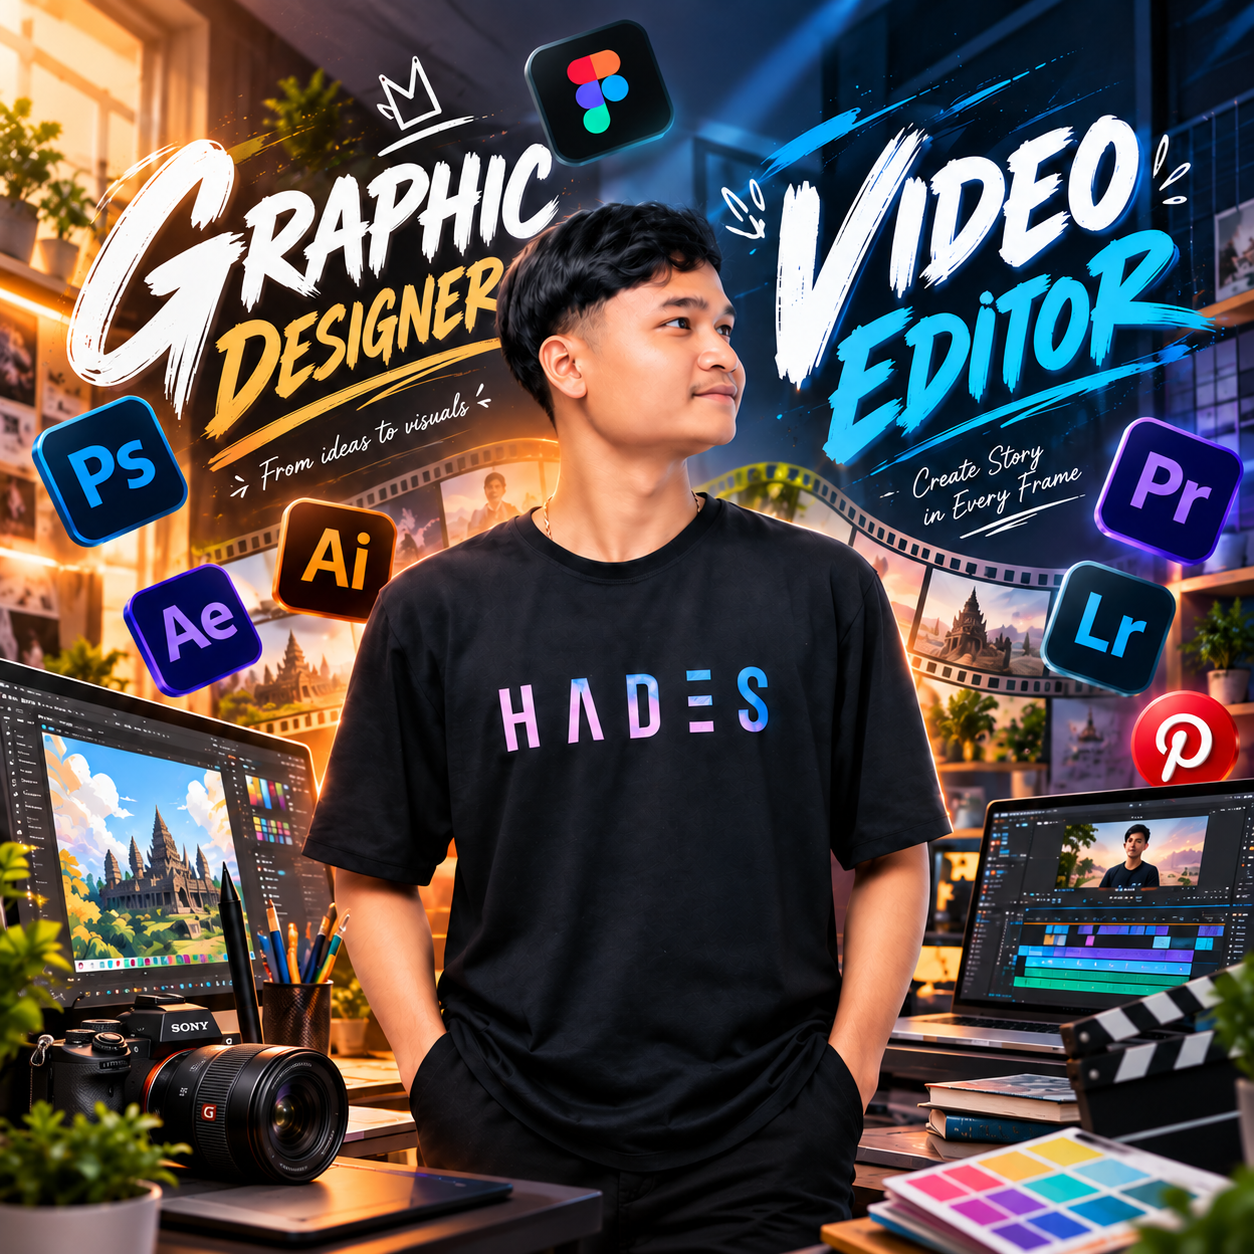 GRAPHIC
DESIGNER
From ideas to visuals
VIDEO
EDiTOR
Create Story
in Every Frame
Ps
Ai
Ae
Pr
Lr
HADES
SONY
G